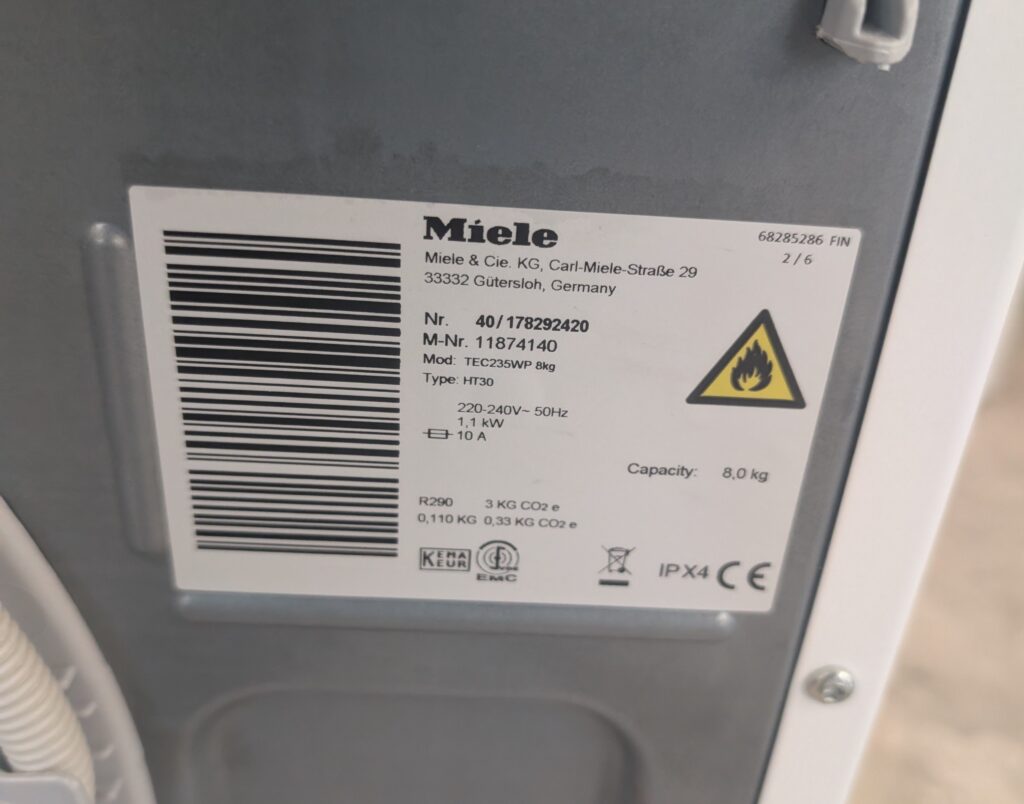 Miele
68285286 FIN
2 / 6
Miele & Cie. KG, Carl-Miele-Straße 29
33332 Gütersloh, Germany
Nr. 40/178292420
M-Nr. 11874140
Mod: TEC235WP 8kg
Type: HT30
220-240V~ 50Hz
1,1 kW
10 A
Capacity: 8,0 kg
R290 3 KG CO2 e
0,110 KG 0,33 KG CO2 e
KEMA
KEUR
EMC
IPX4 CE